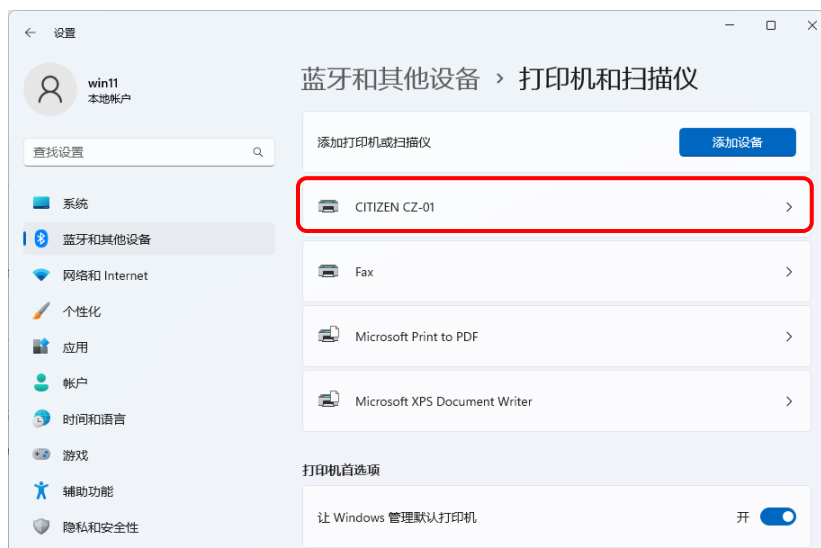 设置
win11
本地帐户
查找设置
系统
蓝牙和其他设备
网络和 Internet
个性化
应用
帐户
时间和语言
游戏
辅助功能
隐私和安全性
蓝牙和其他设备 › 打印机和扫描仪
添加打印机或扫描仪 添加设备
CITIZEN CZ-01
Fax
Microsoft Print to PDF
Microsoft XPS Document Writer
打印机首选项
让 Windows 管理默认打印机 开